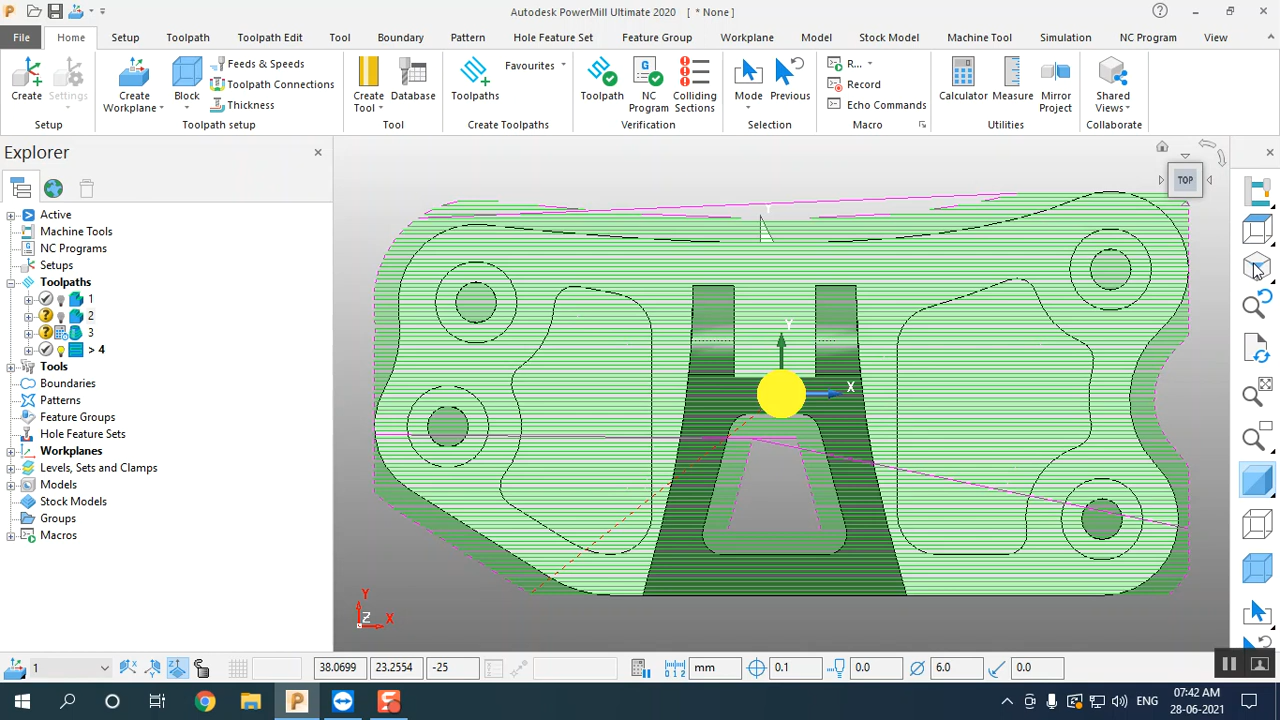 Autodesk PowerMill Ultimate 2020 [ * None ]
File Home Setup Toolpath Toolpath Edit Tool Boundary Pattern Hole Feature Set Feature Group Workplane Model Stock Model Machine Tool Simulation NC Program View
Create
Settings
Setup
Create Workplane
Block
Feeds & Speeds
Toolpath Connections
Thickness
Toolpath setup
Create Tool
Database
Tool
Toolpaths
Favourites
Create Toolpaths
Toolpath
NC Program
Colliding Sections
Verification
Mode
Previous
Selection
R...
Record
Echo Commands
Macro
Calculator
Measure
Mirror Project
Utilities
Shared Views
Collaborate
Explorer
Active
Machine Tools
NC Programs
Setups
Toolpaths
1
2
3
> 4
Tools
Boundaries
Patterns
Feature Groups
Hole Feature Sets
Workplanes
Levels, Sets and Clamps
Models
Stock Models
Groups
Macros
TOP
Y
X
Y
Z
X
1 38.0699 23.2554 -25 mm 0.1 0.0 6.0 0.0
ENG
07:42 AM
28-06-2021